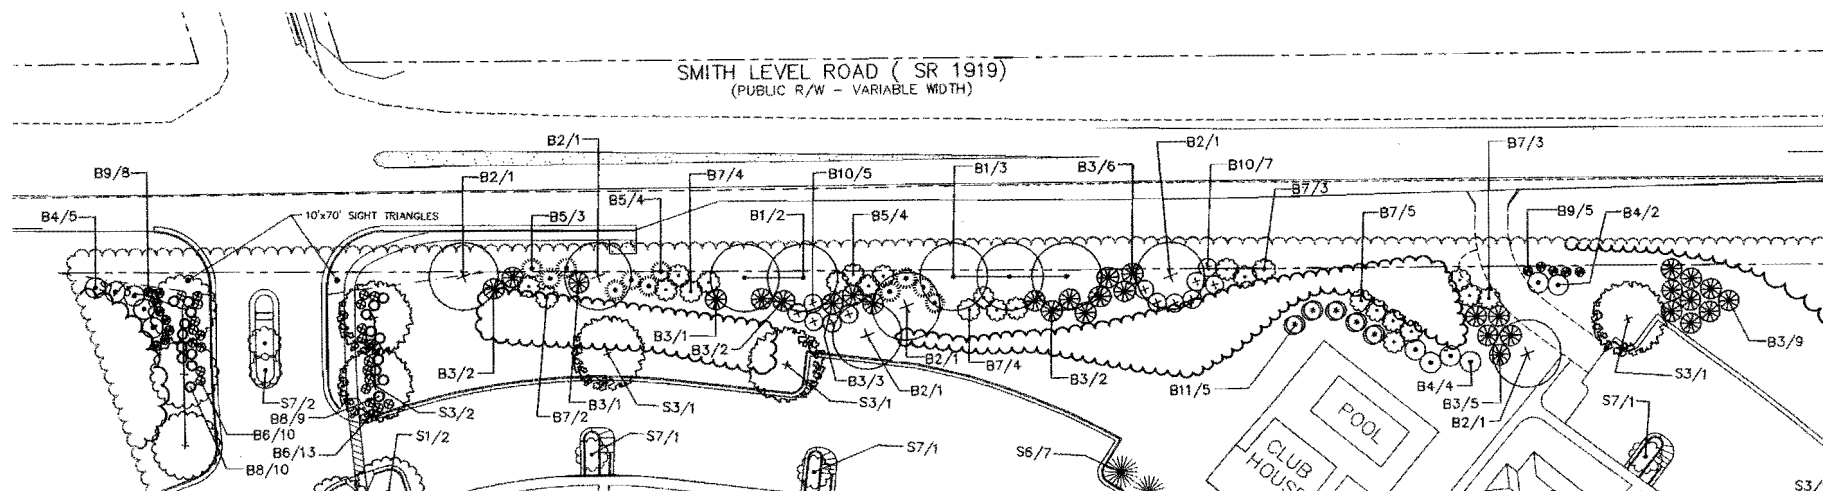 SMITH LEVEL ROAD ( SR 1919)
(PUBLIC R/W - VARIABLE WIDTH)
B2/1
B2/1
B7/3
B9/8
B2/1
B5/4
B7/4
B10/5
B1/3
B3/6
B10/7
B7/3
B4/5
10'x70' SIGHT TRIANGLES
B5/3
B1/2
B5/4
B7/5
B9/5
B4/2
B3/1
B3/2
B3/2
B2/1
B7/4
B3/2
B3/9
B3/3
B2/1
B11/5
B4/4
S3/1
S7/2
B8/9
S3/2
B7/2
B3/1
S3/1
S3/1
B3/5
S7/1
B2/1
B6/10
B6/13
B8/10
S1/2
S7/1
S7/1
S6/7
POOL
CLUB
HOUSE
S3/